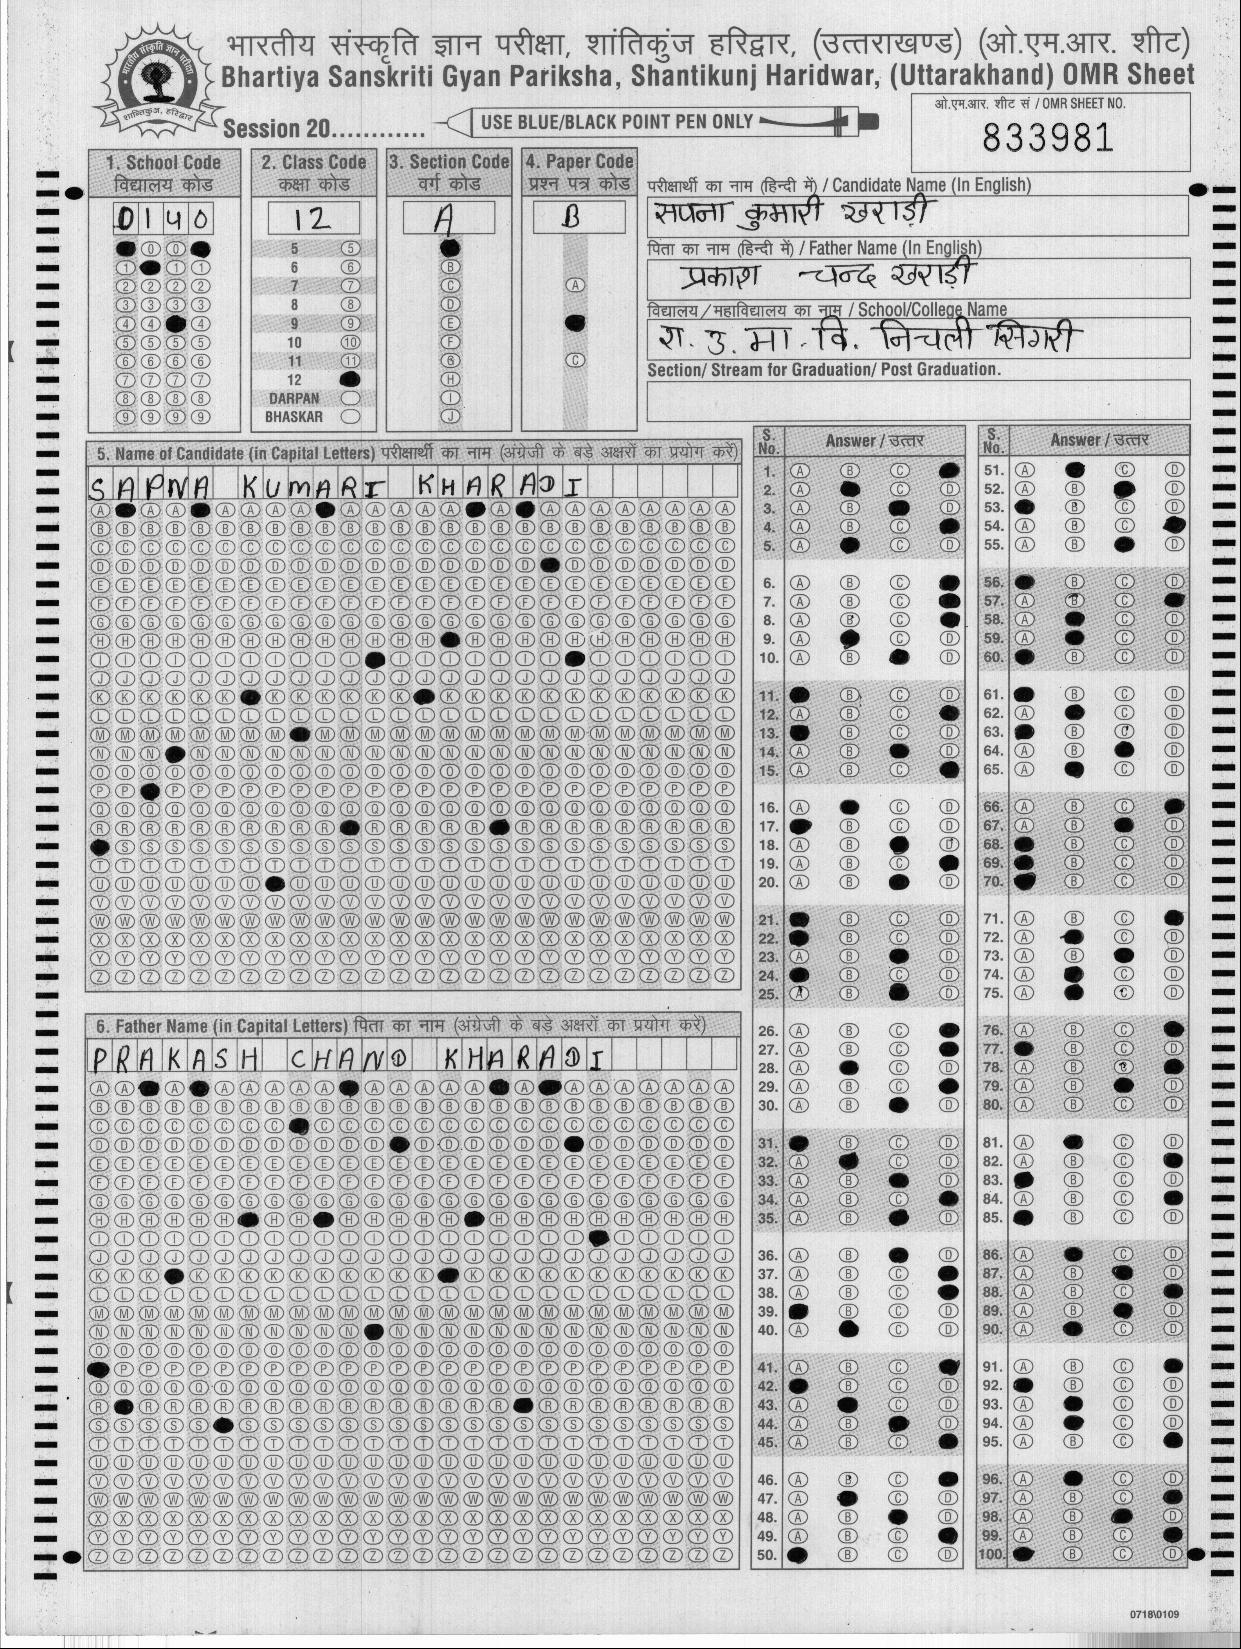 भारतीय संस्कृति ज्ञान परीक्षा, शांतिकुंज हरिद्वार, (उत्तराखण्ड) (ओ.एम.आर. शीट)
Bhartiya Sanskriti Gyan Pariksha, Shantikunj Haridwar, (Uttarakhand) OMR Sheet
Session 20............
USE BLUE/BLACK POINT PEN ONLY
ओ.एम.आर. शीट सं / OMR SHEET NO.
833981
1. School Code
विद्यालय कोड
0140
2. Class Code
कक्षा कोड
12
5
6
7
8
9
10
11
12
DARPAN
BHASKAR
3. Section Code
वर्ग कोड
A
4. Paper Code
प्रश्न पत्र कोड
B
परीक्षार्थी का नाम (हिन्दी में) / Candidate Name (In English)
सपना कुमारी खराड़ी
पिता का नाम (हिन्दी में) / Father Name (In English)
प्रकाश चन्द खराड़ी
विद्यालय/महाविद्यालय का नाम / School/College Name
रा. उ. मा. वि. निचली सिगरी
Section/ Stream for Graduation/ Post Graduation.
5. Name of Candidate (in Capital Letters) परीक्षार्थी का नाम (अंग्रेजी के बड़े अक्षरों का प्रयोग करें)
SAPNA KUMARI KHARADI
6. Father Name (in Capital Letters) पिता का नाम (अंग्रेजी के बड़े अक्षरों का प्रयोग करें)
PRAKASH CHAND KHARADI
S. No. Answer / उत्तर
S. No. Answer / उत्तर
0718\0109